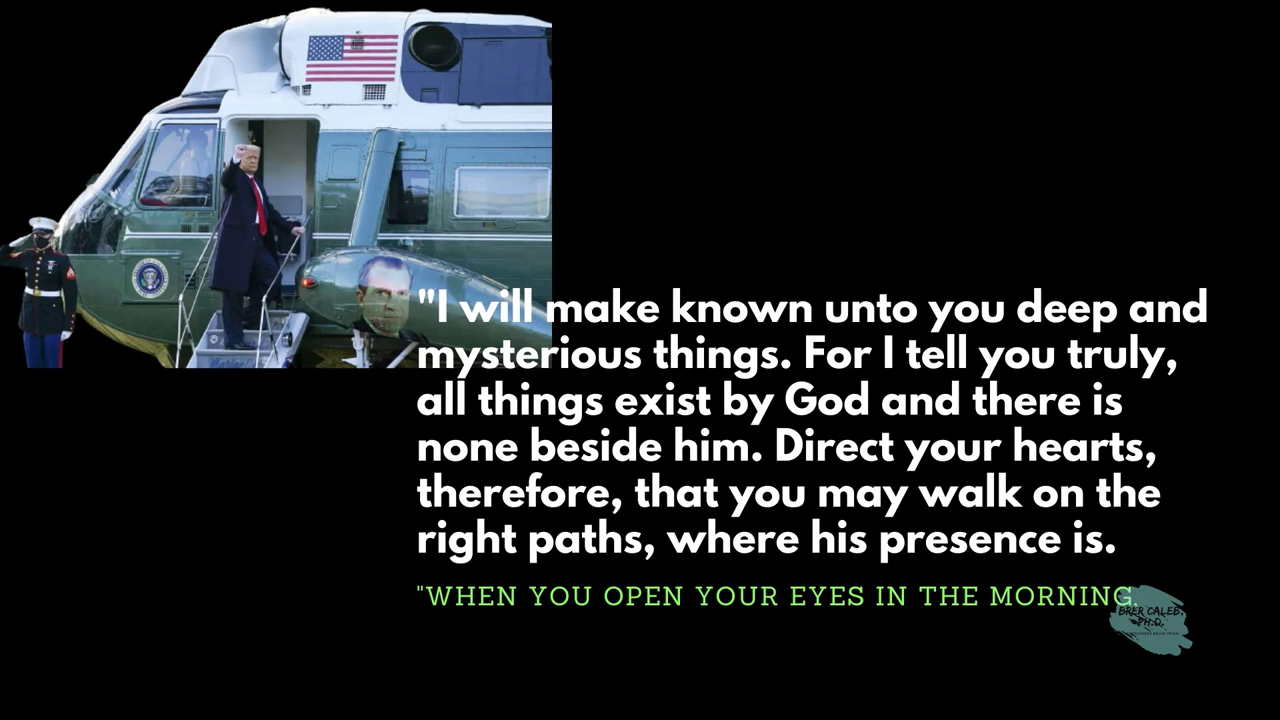 "I will make known unto you deep and
mysterious things. For I tell you truly,
all things exist by God and there is
none beside him. Direct your hearts,
therefore, that you may walk on the
right paths, where his presence is.
"WHEN YOU OPEN YOUR EYES IN THE MORNING,
BRER CALEB,
PH.D.